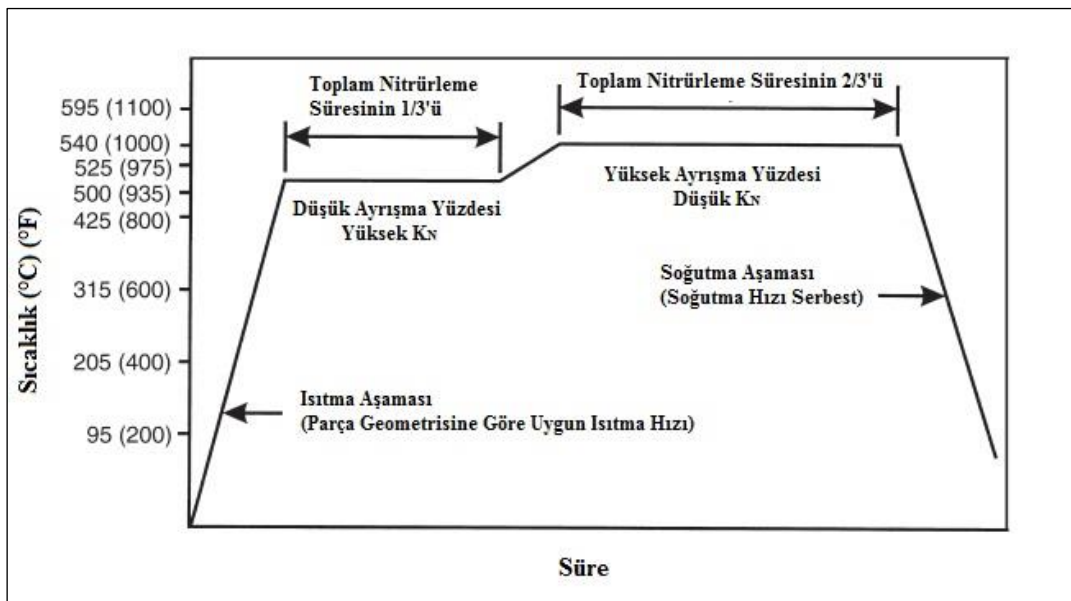 Toplam Nitrürleme
Süresinin 1/3'ü
Toplam Nitrürleme Süresinin 2/3'ü
595 (1100)
540 (1000)
525 (975)
500 (935)
425 (800)
315 (600)
205 (400)
95 (200)
Sıcaklık (°C) (°F)
Düşük Ayrışma Yüzdesi
Yüksek KN
Yüksek Ayrışma Yüzdesi
Düşük KN
Soğutma Aşaması
(Soğutma Hızı Serbest)
Isıtma Aşaması
(Parça Geometrisine Göre Uygun Isıtma Hızı)
Süre